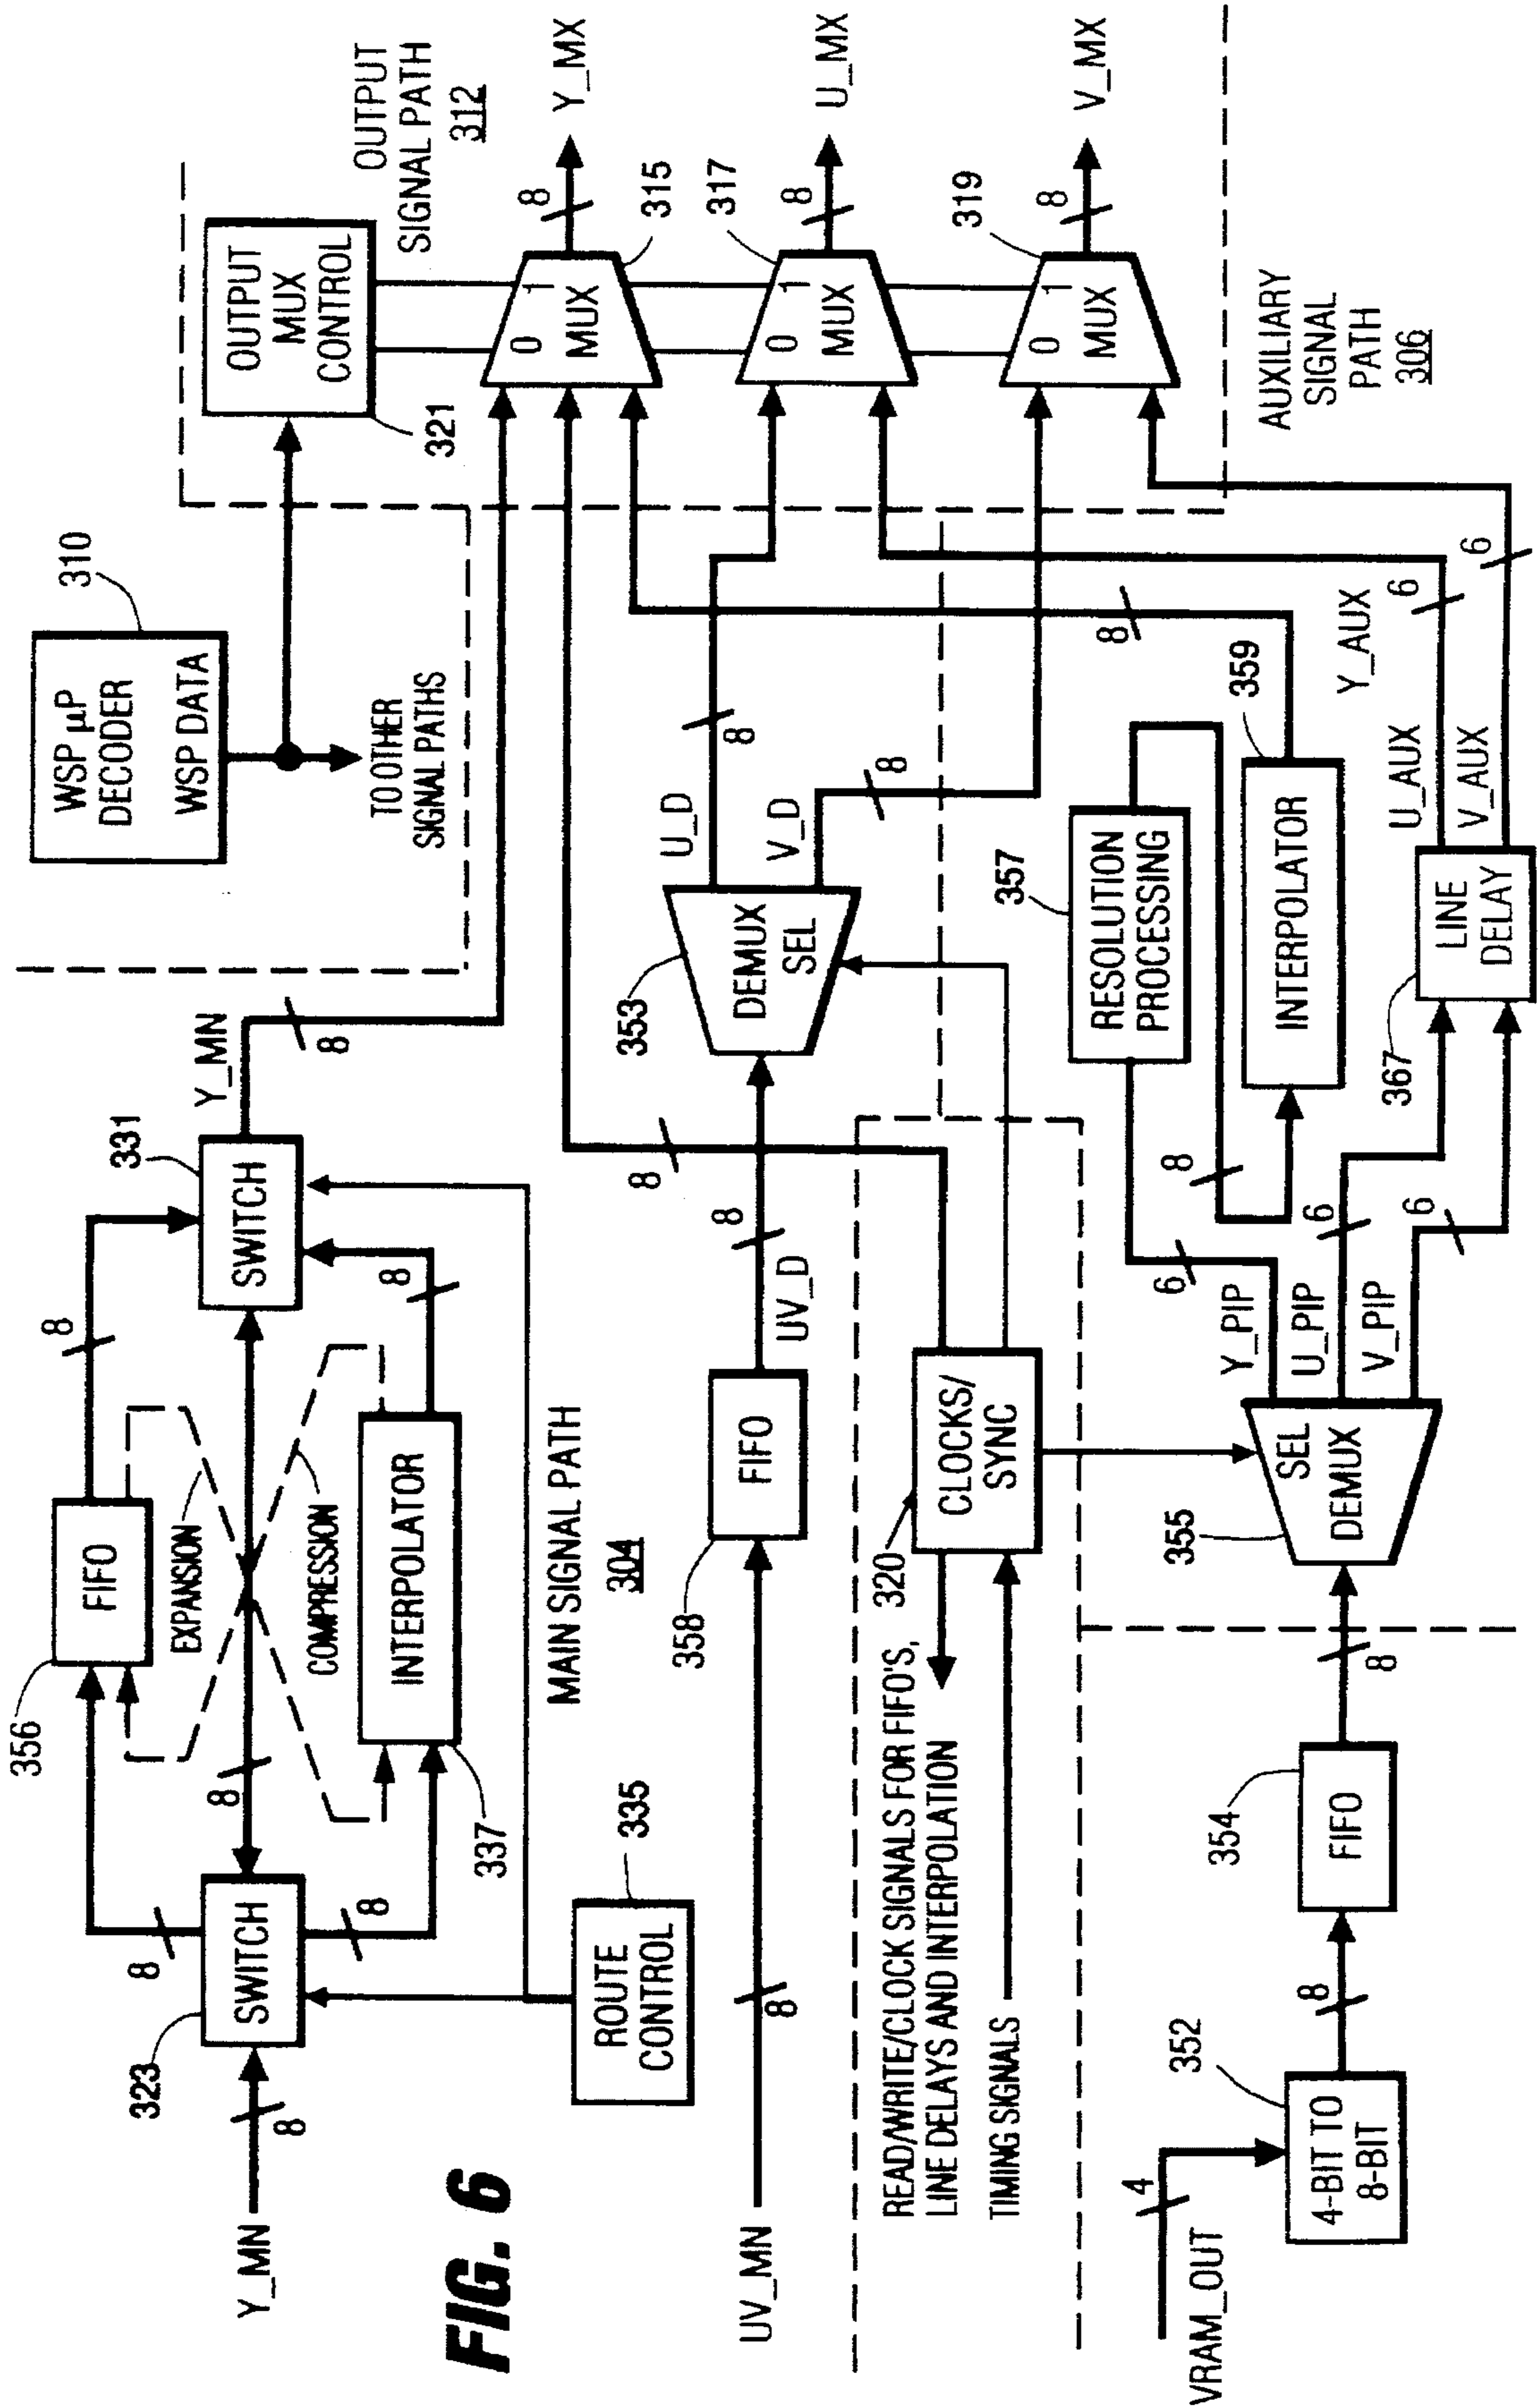 WSP µP
DECODER
WSP DATA
310
TO OTHER
SIGNAL PATHS
OUTPUT
MUX
CONTROL
321
OUTPUT
SIGNAL PATH
312
356
FIFO
8
EXPANSION
8
8
COMPRESSION
SWITCH
323
Y_MN
8
8
8
INTERPOLATOR
337
8
SWITCH
331
Y_MN
8
0
1
MUX
315
8
Y_MX
MAIN SIGNAL PATH
304
ROUTE
CONTROL
335
UV_MN
8
FIFO
358
8
UV_D
8
DEMUX
SEL
353
U_D
8
V_D
8
0
1
MUX
317
8
U_MX
0
1
MUX
319
8
V_MX
FIG. 6
READ/WRITE/CLOCK SIGNALS FOR FIFO'S,
LINE DELAYS AND INTERPOLATION
TIMING SIGNALS
320
CLOCKS/
SYNC
AUXILIARY
SIGNAL
PATH
306
VRAM_OUT
4
4-BIT TO
8-BIT
352
8
FIFO
354
8
SEL
DEMUX
355
Y_PIP
6
U_PIP
6
V_PIP
6
RESOLUTION
PROCESSING
357
8
INTERPOLATOR
359
8
Y_AUX
LINE
DELAY
367
U_AUX
6
V_AUX
6